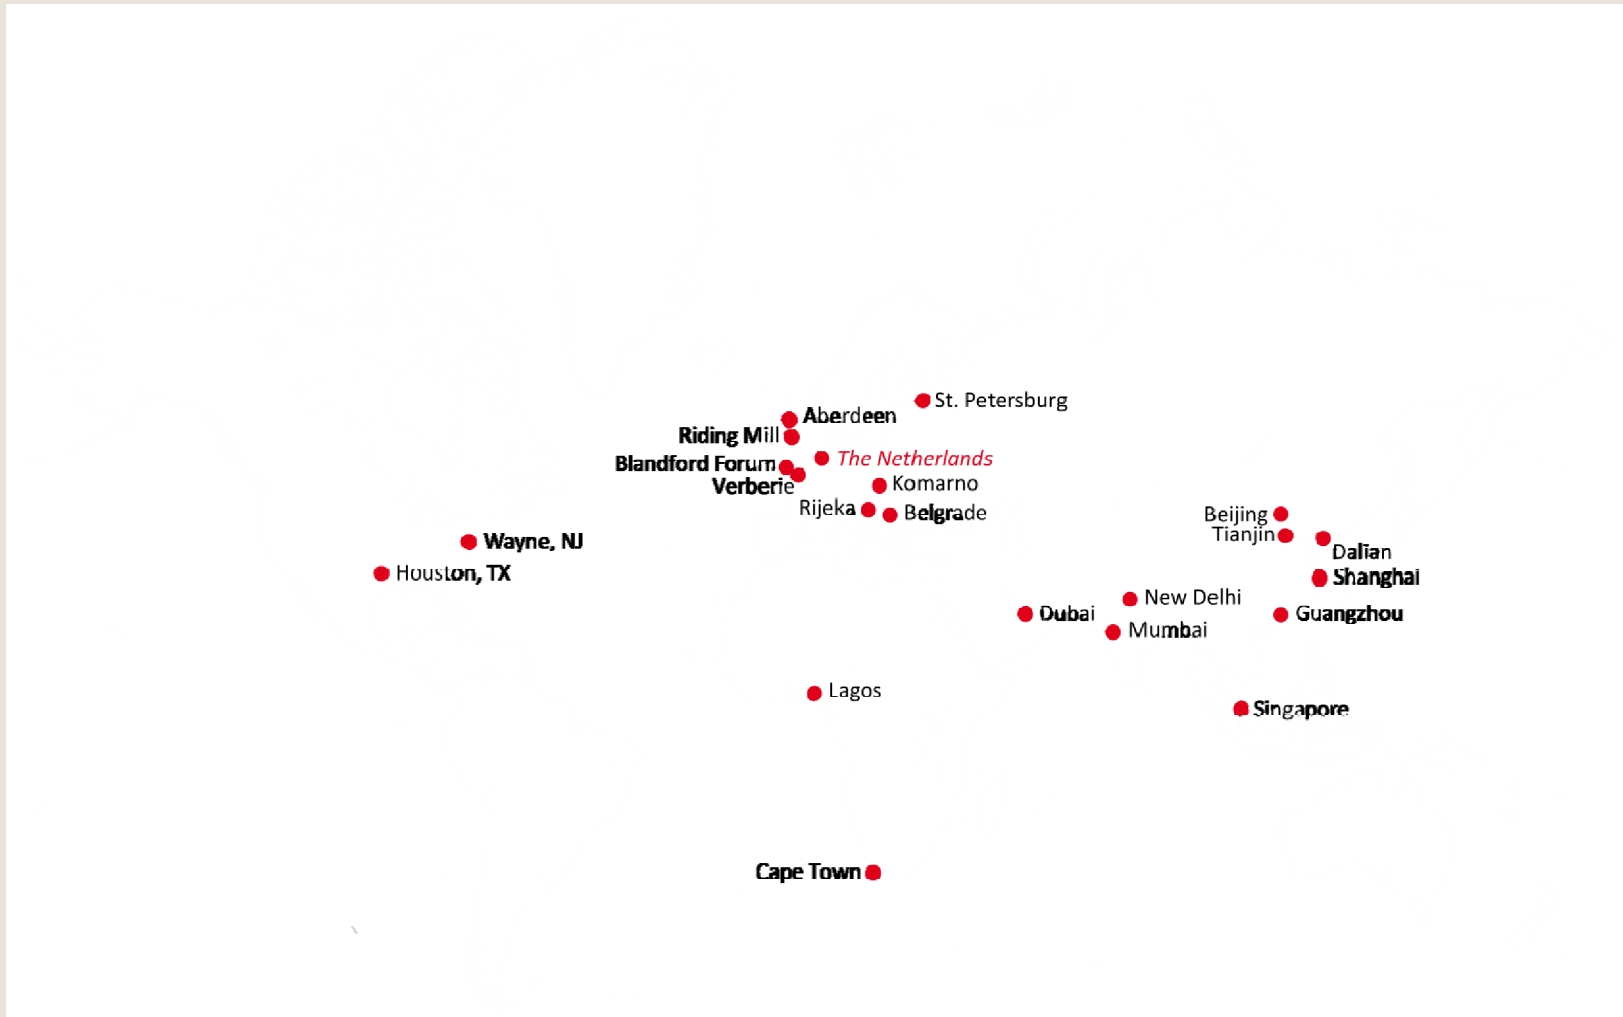 St. Petersburg
Aberdeen
Riding Mill
The Netherlands
Blandford Forum
Verberie
Komarno
Rijeka
Belgrade
Beijing
Tianjin
Wayne, NJ
Dalian
Houston, TX
Shanghai
New Delhi
Dubai
Guangzhou
Mumbai
Lagos
Singapore
Cape Town